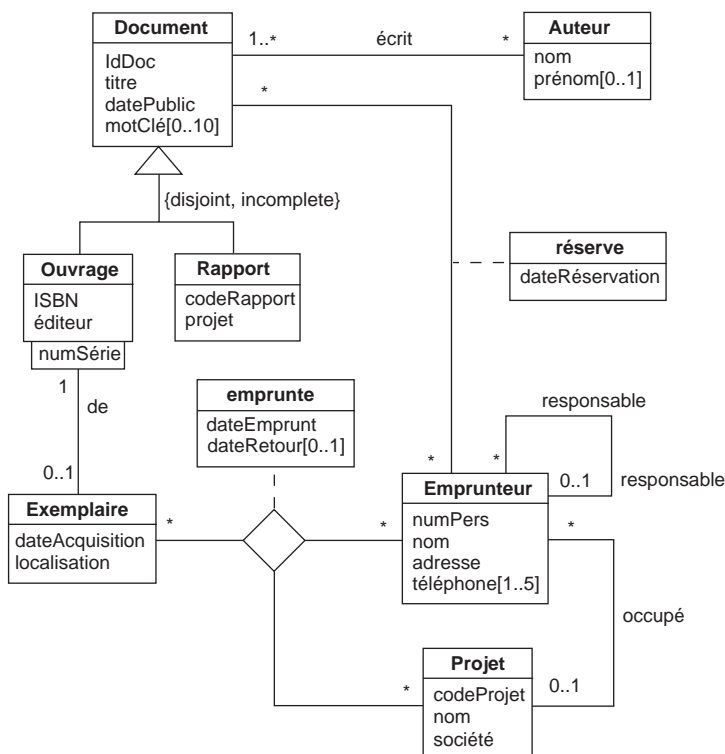 Document
IdDoc
titre
datePublic
motClé[0..10]
1..*
écrit
*
Auteur
nom
prénom[0..1]
*
{disjoint, incomplete}
Ouvrage
ISBN
éditeur
numSérie
Rapport
codeRapport
projet
réserve
dateRéservation
1
de
0..1
emprunte
dateEmprunt
dateRetour[0..1]
responsable
*
*
0..1
responsable
Exemplaire
dateAcquisition
localisation
*
*
Emprunteur
numPers
nom
adresse
téléphone[1..5]
*
occupé
Projet
codeProjet
nom
société
*
0..1